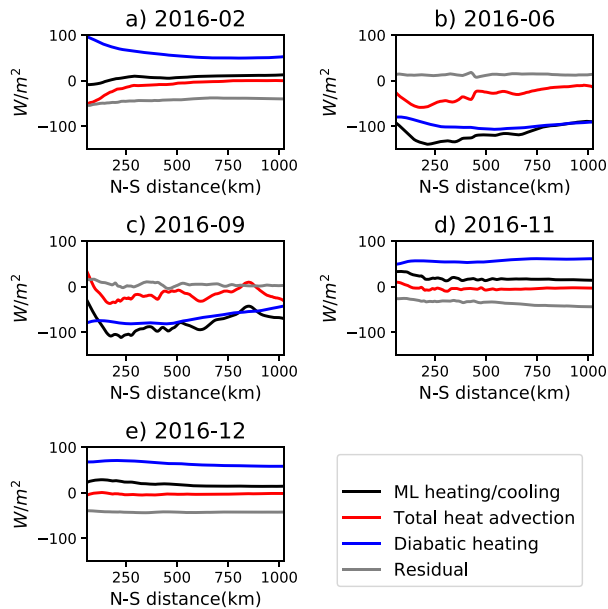 a) 2016-02
100
0
−100
W/m²
250 500 750 1000
N-S distance(km)
b) 2016-06
100
0
−100
W/m²
250 500 750 1000
N-S distance(km)
c) 2016-09
100
0
−100
W/m²
250 500 750 1000
N-S distance(km)
d) 2016-11
100
0
−100
W/m²
250 500 750 1000
N-S distance(km)
e) 2016-12
100
0
−100
W/m²
250 500 750 1000
N-S distance(km)
ML heating/cooling
Total heat advection
Diabatic heating
Residual